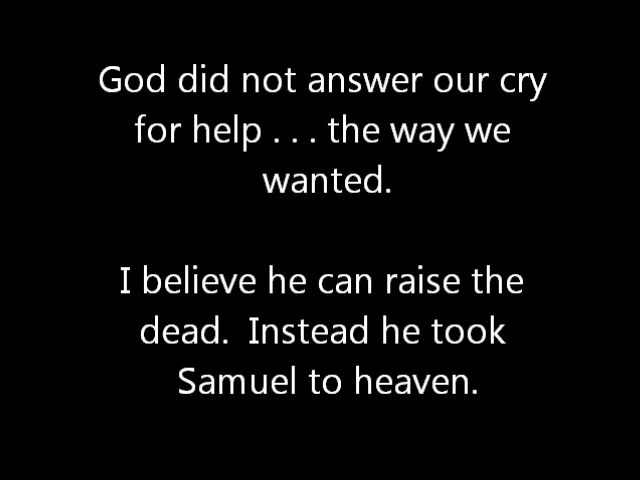 God did not answer our cry
for help . . . the way we
wanted.
I believe he can raise the
dead.  Instead he took
Samuel to heaven.